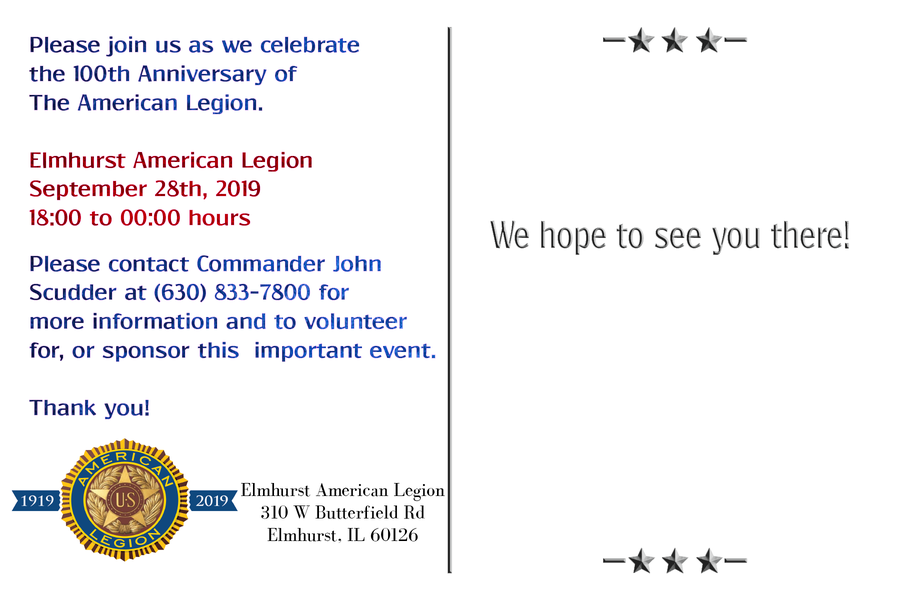 Please join us as we celebrate
the 100th Anniversary of
The American Legion.
Elmhurst American Legion
September 28th, 2019
18:00 to 00:00 hours
Please contact Commander John
Scudder at (630) 833-7800 for
more information and to volunteer
for, or sponsor this  important event.
Thank you!
AMERICAN
1919
U.S
2019
LEGION
Elmhurst American Legion
310 W Butterfield Rd
Elmhurst. IL 60126
We hope to see you there!